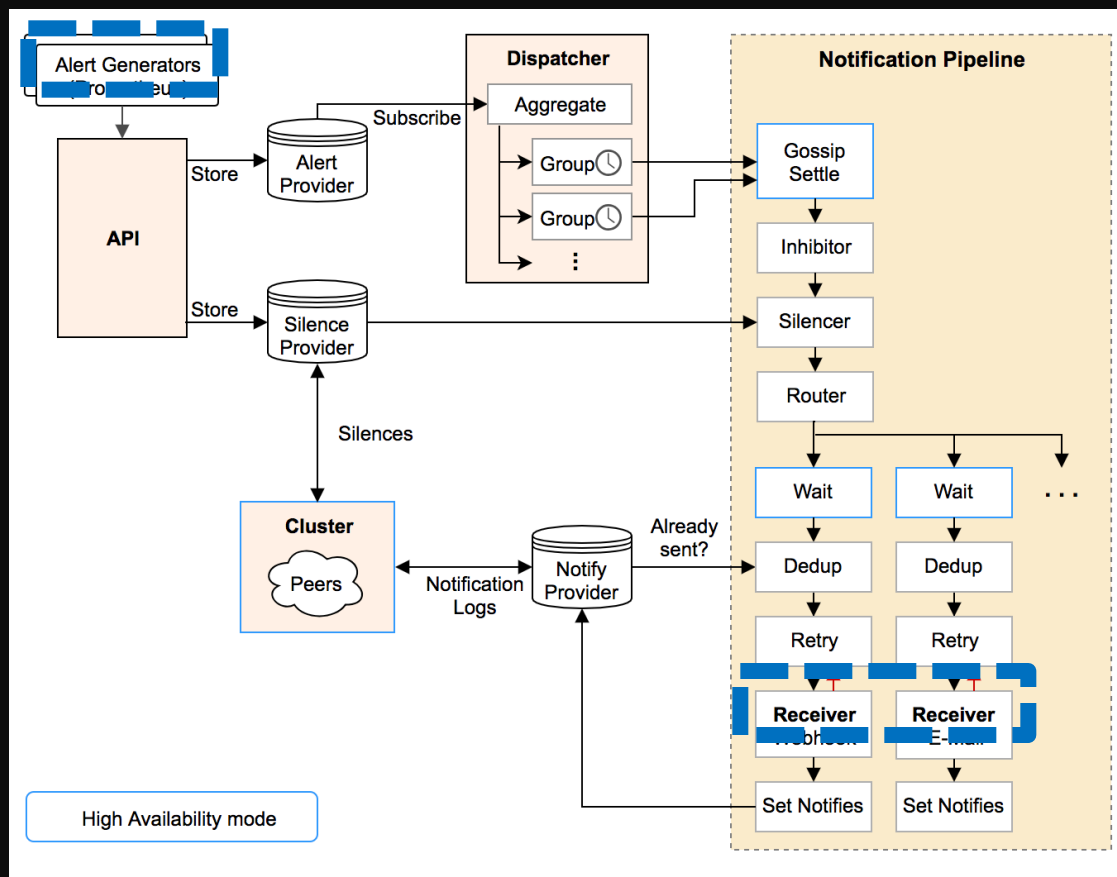 Alert Generators
Dispatcher
Notification Pipeline
Aggregate
Subscribe
Group
Group
Store
Alert
Provider
API
Gossip
Settle
Inhibitor
Store
Silence
Provider
Silencer
Router
Silences
Wait
Wait
...
Cluster
Peers
Notification
Logs
Notify
Provider
Already
sent?
Dedup
Dedup
Retry
Retry
Receiver
Receiver
Set Notifies
Set Notifies
High Availability mode